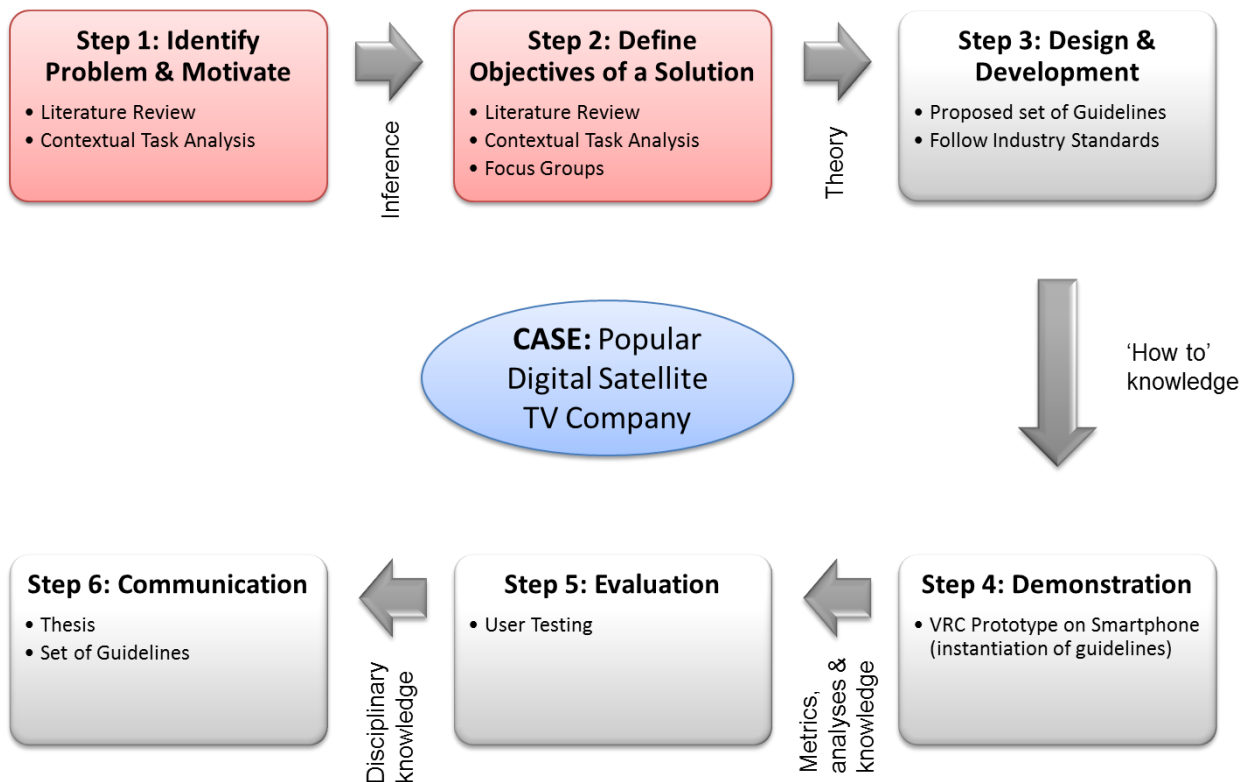 Step 1: Identify
Problem & Motivate
• Literature Review
• Contextual Task Analysis
Inference
Step 2: Define
Objectives of a Solution
• Literature Review
• Contextual Task Analysis
• Focus Groups
Theory
Step 3: Design &
Development
• Proposed set of Guidelines
• Follow Industry Standards
CASE: Popular
Digital Satellite
TV Company
‘How to’
knowledge
Step 4: Demonstration
• VRC Prototype on Smartphone
(instantiation of guidelines)
Metrics,
analyses &
knowledge
Step 5: Evaluation
• User Testing
Disciplinary
knowledge
Step 6: Communication
• Thesis
• Set of Guidelines